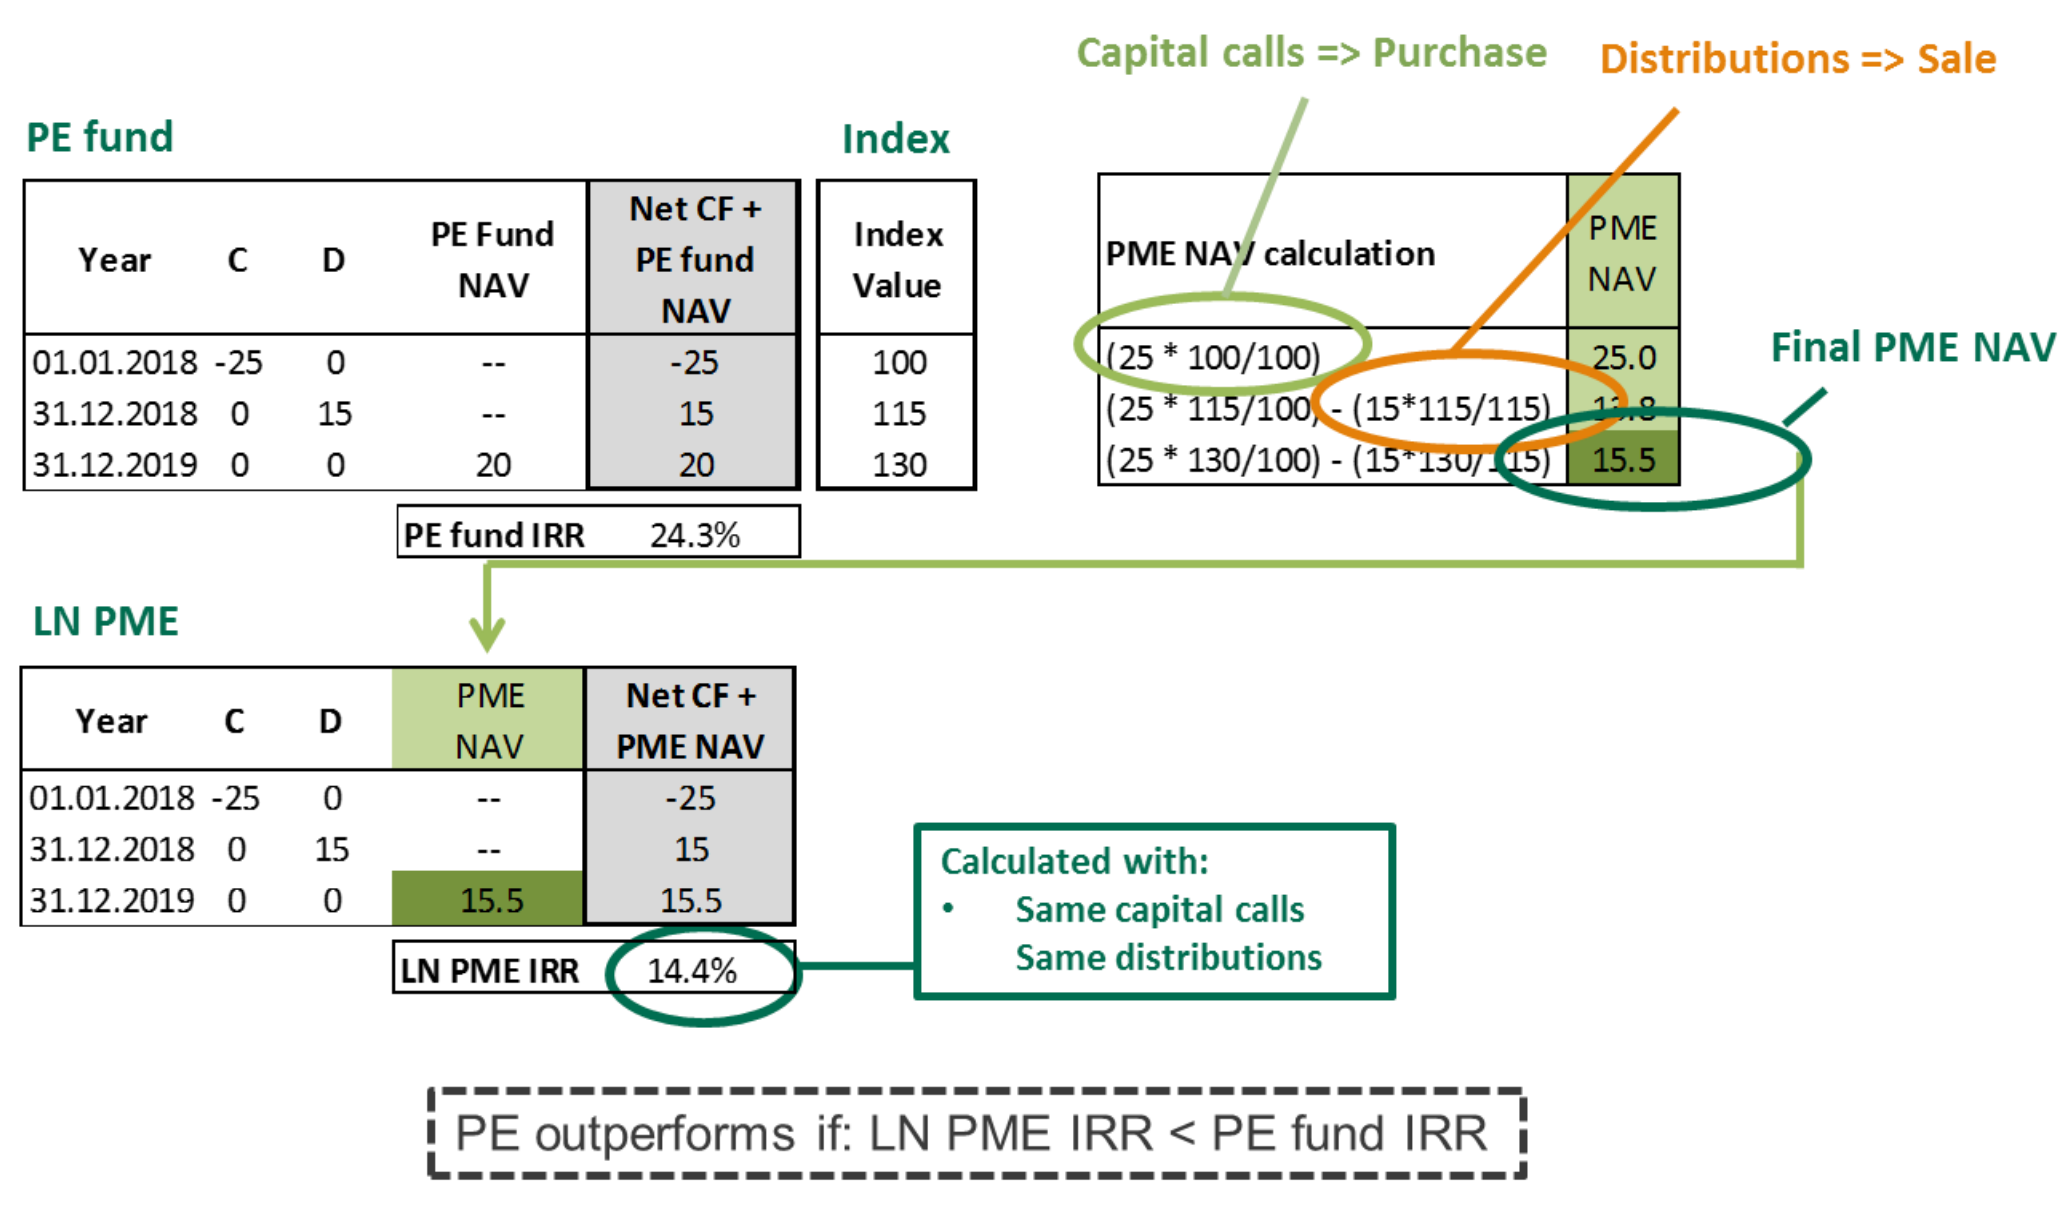 Capital calls => Purchase
Distributions => Sale
PE fund
Index
Year C D PE Fund NAV Net CF + PE fund NAV
01.01.2018 -25 0 -- -25
31.12.2018 0 15 -- 15
31.12.2019 0 0 20 20
PE fund IRR 24.3%
Index Value
100
115
130
PME NAV calculation PME NAV
(25 * 100/100) 25.0
(25 * 115/100) - (15*115/115) 13.8
(25 * 130/100) - (15*130/115) 15.5
Final PME NAV
LN PME
Year C D PME NAV Net CF + PME NAV
01.01.2018 -25 0 -- -25
31.12.2018 0 15 -- 15
31.12.2019 0 0 15.5 15.5
LN PME IRR 14.4%
Calculated with:
• Same capital calls
Same distributions
PE outperforms if: LN PME IRR < PE fund IRR